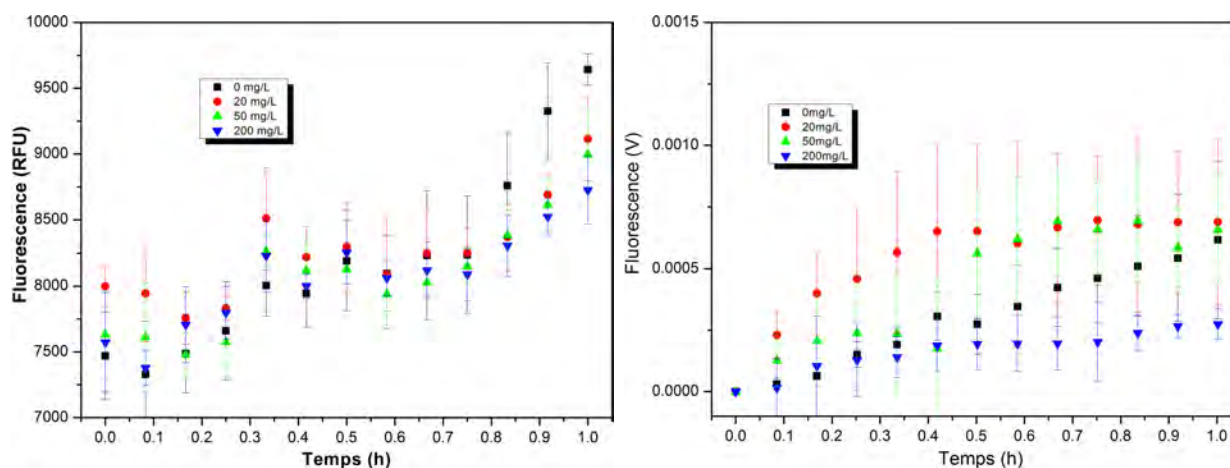 10000
9500
9000
8500
8000
7500
7000
Fluorescence (RFU)
0 mg/L
20 mg/L
50 mg/L
200 mg/L
0.0 0.1 0.2 0.3 0.4 0.5 0.6 0.7 0.8 0.9 1.0
Temps (h)
0.0015
0.0010
0.0005
0.0000
Fluorescence (V)
0mg/L
20mg/L
50mg/L
200mg/L
0.0 0.1 0.2 0.3 0.4 0.5 0.6 0.7 0.8 0.9 1.0
Temps (h)